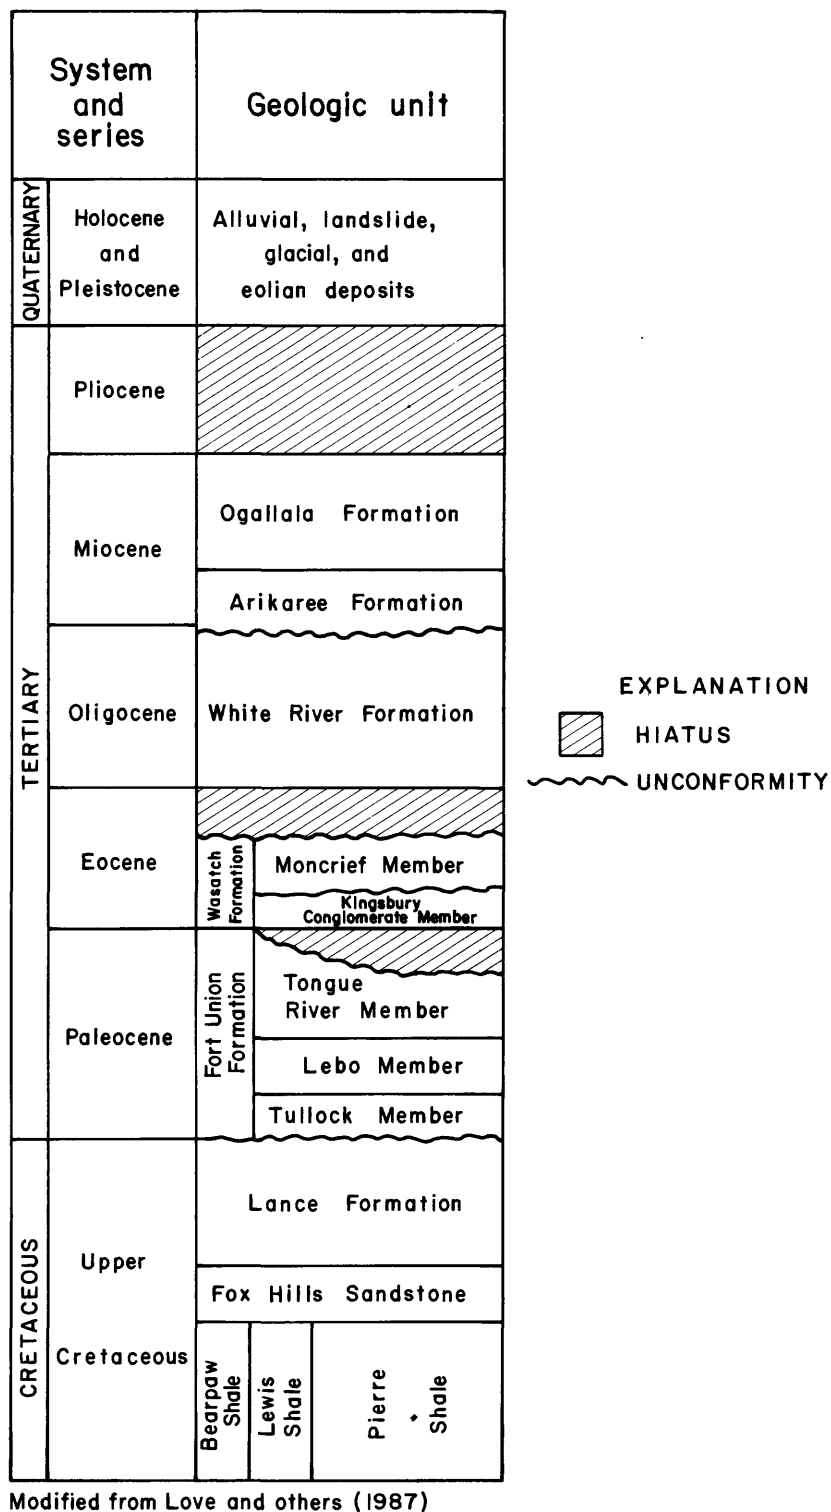 System
and
series
Geologic unit
QUATERNARY
Holocene
and
Pleistocene
Alluvial, landslide,
glacial, and
eolian deposits
TERTIARY
Pliocene
Miocene
Ogallala Formation
Arikaree Formation
Oligocene
White River Formation
Eocene
Wasatch
Formation
Moncrief Member
Kingsbury
Conglomerate Member
Paleocene
Fort Union
Formation
Tongue
River Member
Lebo Member
Tullock Member
CRETACEOUS
Upper
Cretaceous
Lance Formation
Fox Hills Sandstone
Bearpaw
Shale
Lewis
Shale
Pierre
Shale
EXPLANATION
HIATUS
UNCONFORMITY
Modified from Love and others (1987)